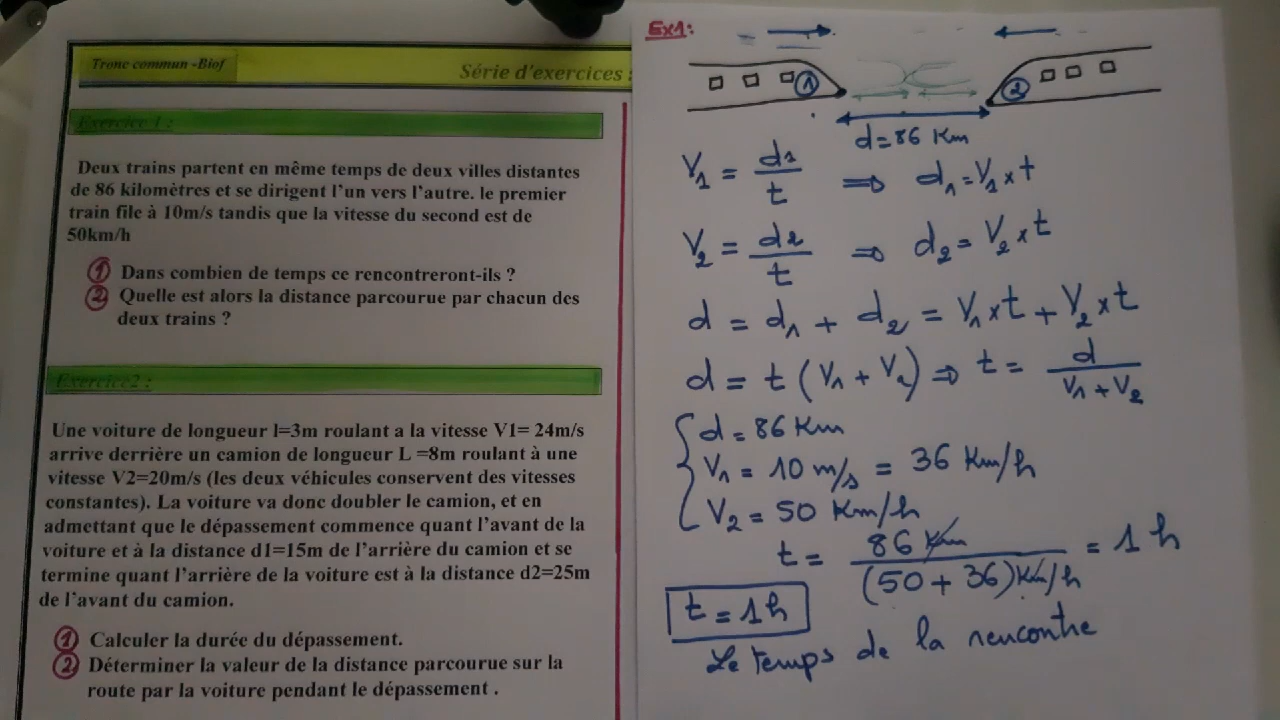 Tronc commun -Biof
Série d'exercices :
Exercice 1 :
Deux trains partent en même temps de deux villes distantes
de 86 kilomètres et se dirigent l'un vers l'autre. le premier
train file à 10m/s tandis que la vitesse du second est de
50km/h
① Dans combien de temps ce rencontreront-ils ?
② Quelle est alors la distance parcourue par chacun des
deux trains ?
Exercice2 :
Une voiture de longueur l=3m roulant a la vitesse V1= 24m/s
arrive derrière un camion de longueur L =8m roulant à une
vitesse V2=20m/s (les deux véhicules conservent des vitesses
constantes). La voiture va donc doubler le camion, et en
admettant que le dépassement commence quant l'avant de la
voiture et à la distance d1=15m de l'arrière du camion et se
termine quant l'arrière de la voiture est à la distance d2=25m
de l'avant du camion.
① Calculer la durée du dépassement.
② Déterminer la valeur de la distance parcourue sur la
route par la voiture pendant le dépassement .
Ex1:
① ②
d=86 Km
V₁ = d₁/t ⇒ d₁=V₁×t
V₂ = d₂/t ⇒ d₂=V₂×t
d = d₁ + d₂ = V₁×t + V₂×t
d = t (V₁ + V₂) ⇒ t = d/(V₁+V₂)
d = 86 Km
V₁ = 10 m/s = 36 Km/h
V₂ = 50 Km/h
t = 86 Km/(50 + 36)Km/h = 1 h
t = 1h
Le temps de la rencontre